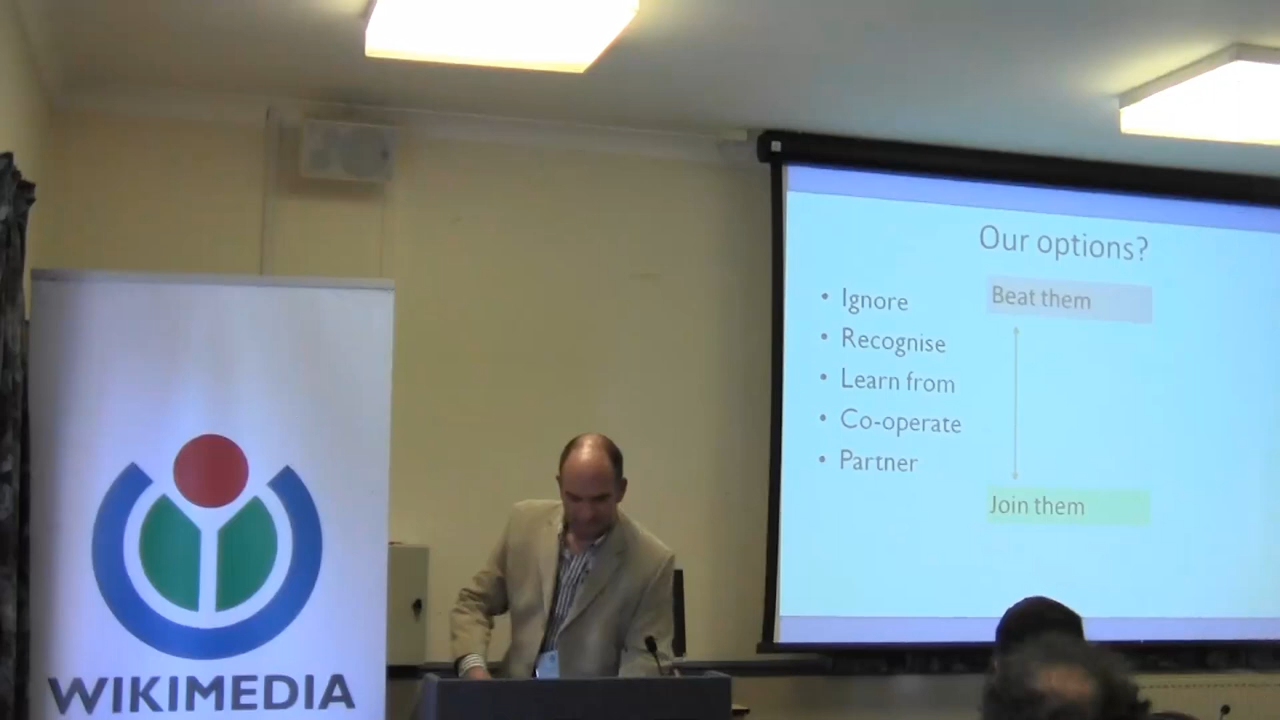 Our options?
• Ignore
• Recognise
• Learn from
• Co-operate
• Partner
Beat them
Join them
WIKIMEDIA